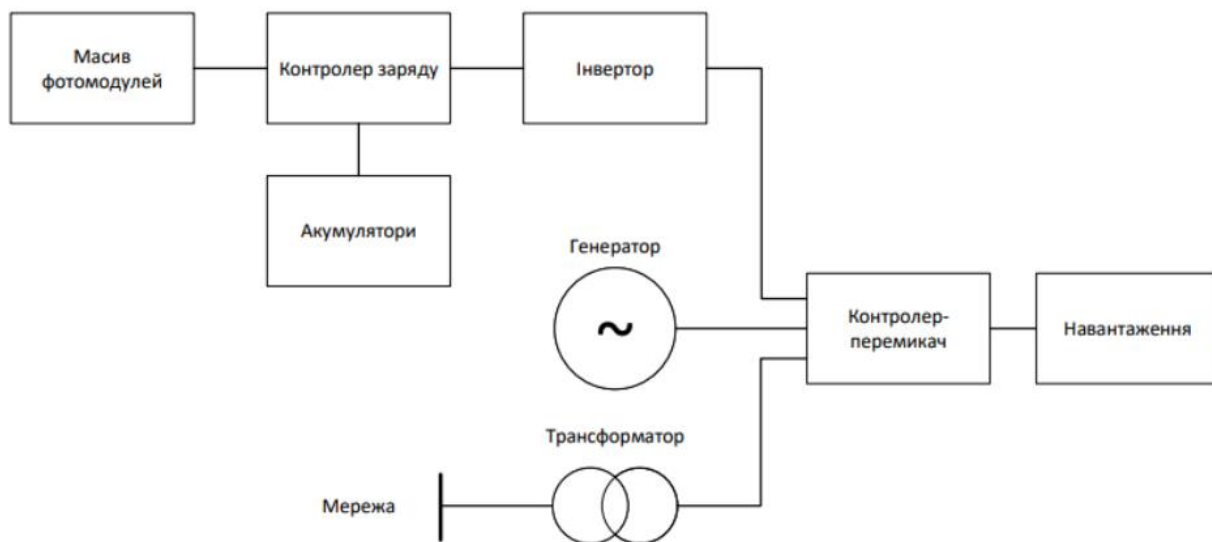 Масив
фотомодулей
Контролер заряду
Інвертор
Акумулятори
Генератор
~
Контролер-
перемикач
Навантаження
Трансформатор
Мережа